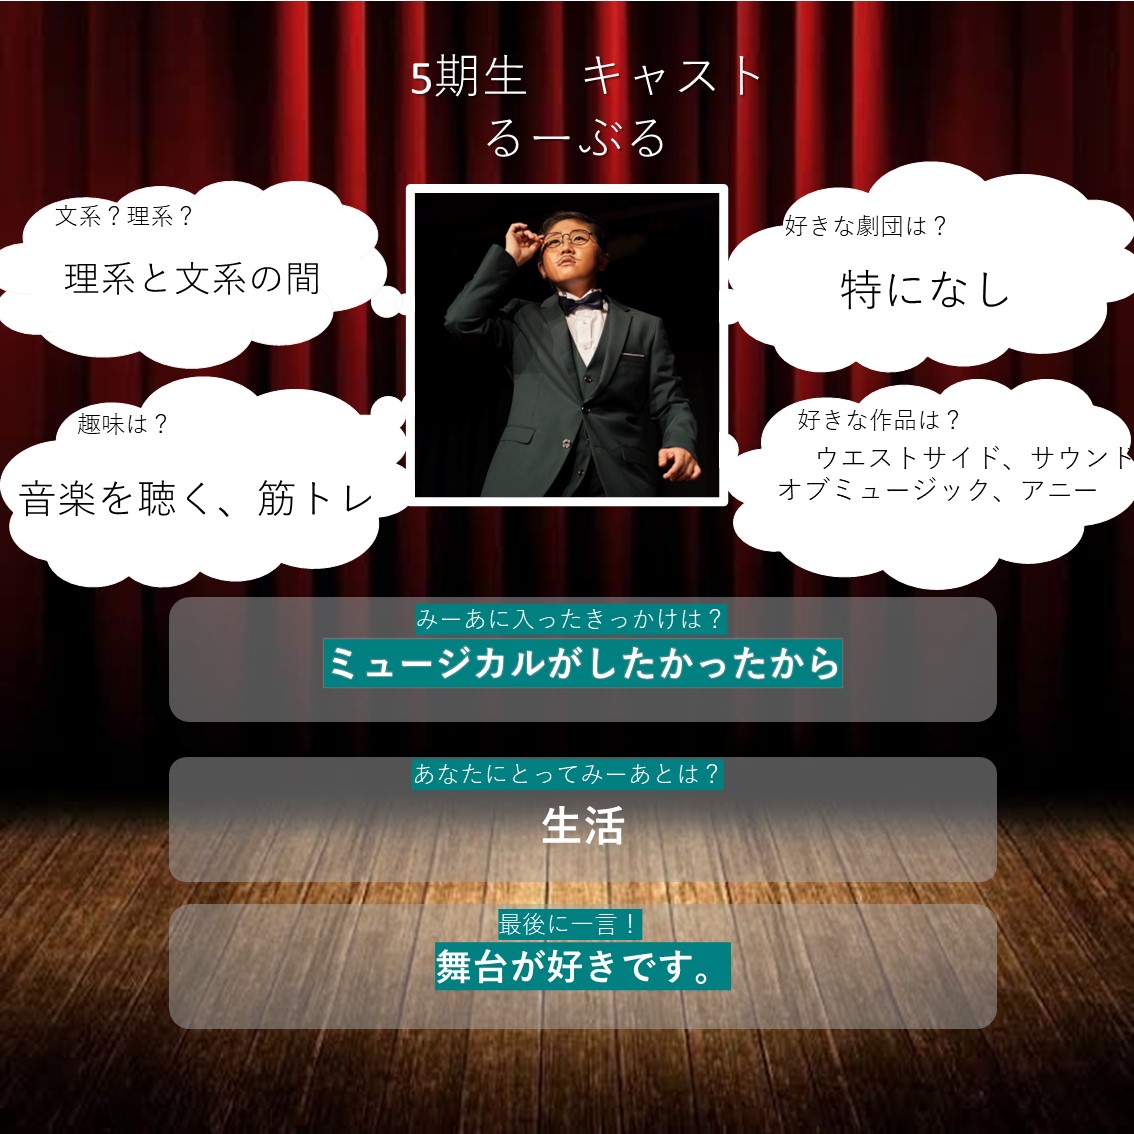 5期生　キャスト
るーぶる
文系？理系？
理系と文系の間
好きな劇団は？
特になし
趣味は？
音楽を聴く、筋トレ
好きな作品は？
ウエストサイド、サウンド
オブミュージック、アニー
みーあに入ったきっかけは？
ミュージカルがしたかったから
あなたにとってみーあとは？
生活
最後に一言！
舞台が好きです。